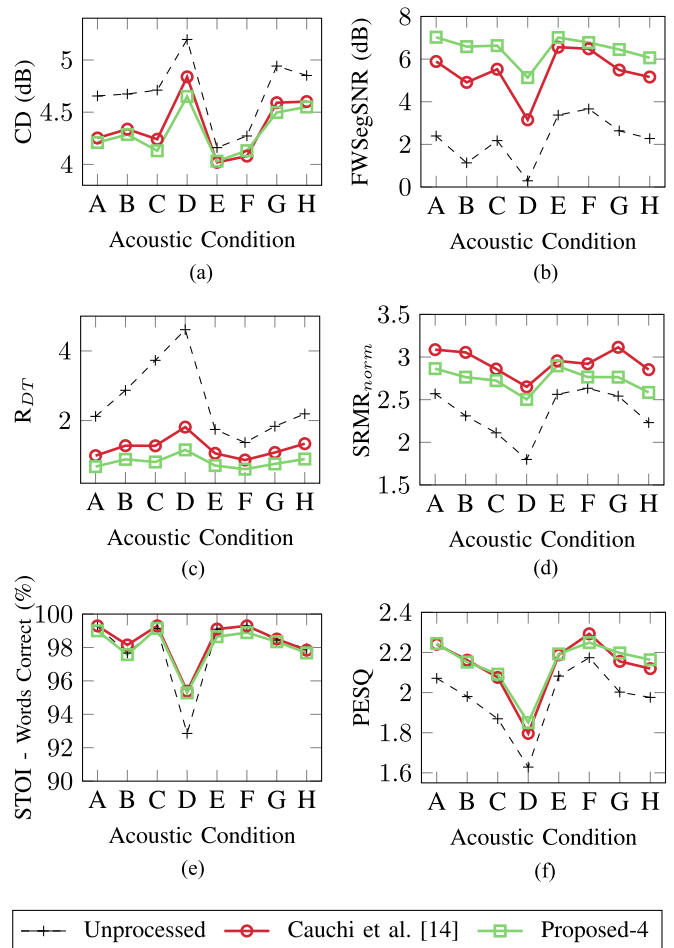 CD (dB)
5
4.5
4
A B C D E F G H
Acoustic Condition
(a)
FWSegSNR (dB)
8
6
4
2
0
A B C D E F G H
Acoustic Condition
(b)
R_DT
4
2
A B C D E F G H
Acoustic Condition
(c)
SRMR_norm
3.5
3
2.5
2
1.5
A B C D E F G H
Acoustic Condition
(d)
STOI - Words Correct (%)
100
98
96
94
92
90
A B C D E F G H
Acoustic Condition
(e)
PESQ
2.4
2.2
2
1.8
1.6
A B C D E F G H
Acoustic Condition
(f)
Unprocessed Cauchi et al. [14] Proposed-4